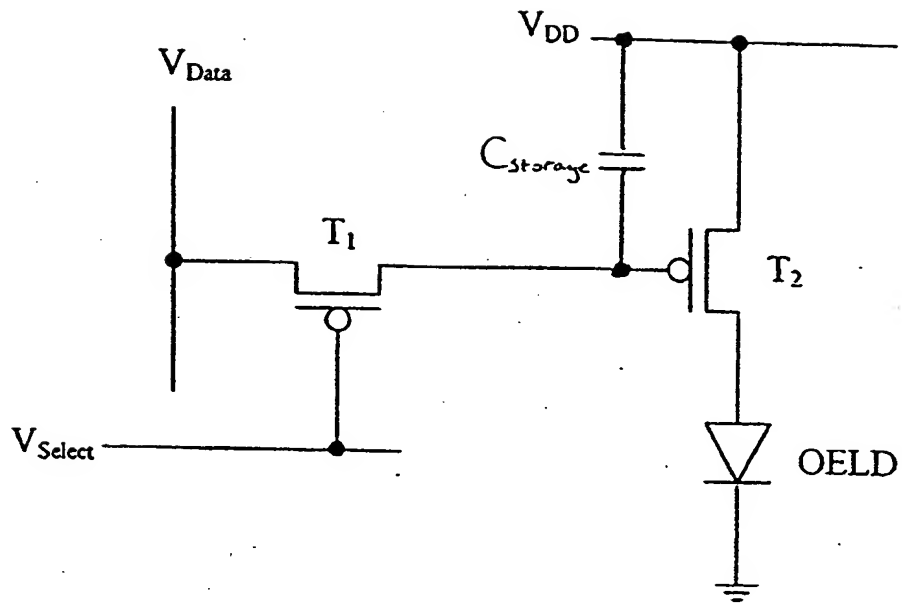 V_DD
V_Data
C_storage
T_1
T_2
V_Select
OELD